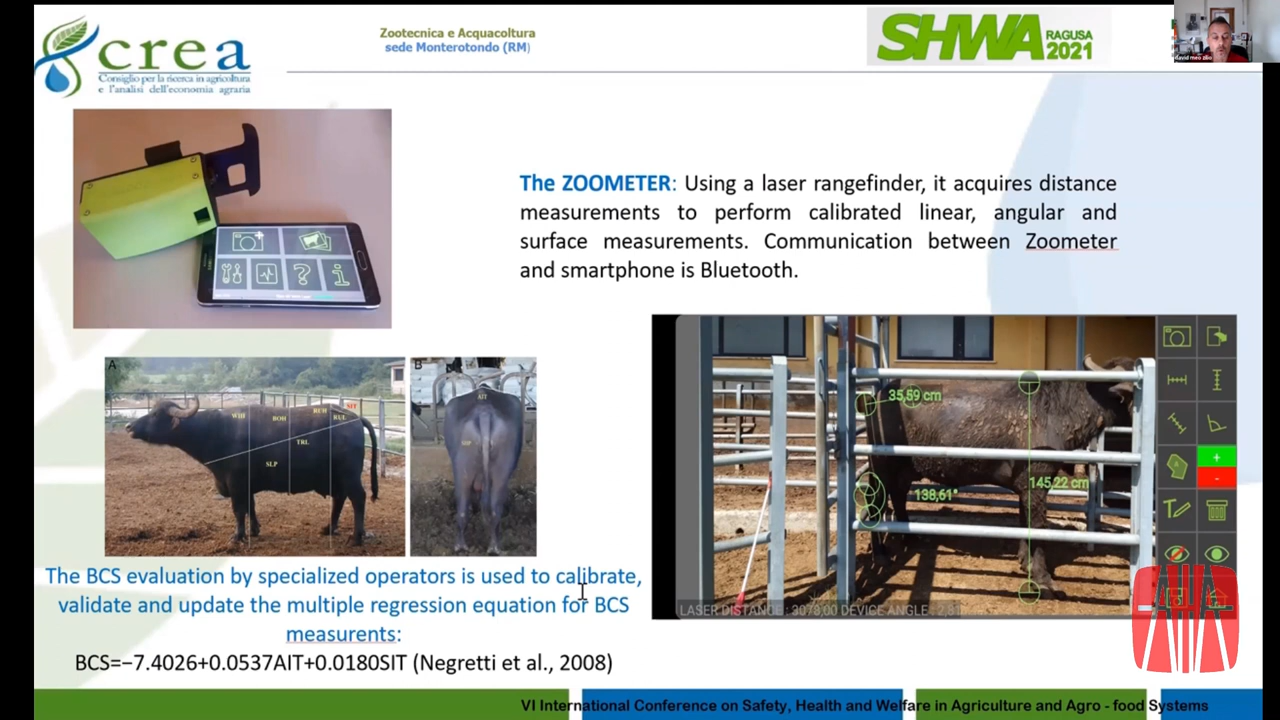 crea
Consiglio per la ricerca in agricoltura
e l'analisi dell'economia agraria
Zootecnica e Acquacoltura
sede Monterotondo (RM)
SHWA RAGUSA
2021
david meo zilio
The ZOOMETER: Using a laser rangefinder, it acquires distance
measurements to perform calibrated linear, angular and
surface measurements. Communication between Zoometer
and smartphone is Bluetooth.
A
WIH
BOH
RUH
SIT
RUL
TRL
SLP
B
AIT
35,59 cm
138,61°
145,22 cm
+
-
LASER DISTANCE : 3078,00 DEVICE ANGLE : 2,81
The BCS evaluation by specialized operators is used to calibrate,
validate and update the multiple regression equation for BCS
measurents:
BCS=−7.4026+0.0537AIT+0.0180SIT (Negretti et al., 2008)
VI International Conference on Safety, Health and Welfare in Agriculture and Agro - food Systems